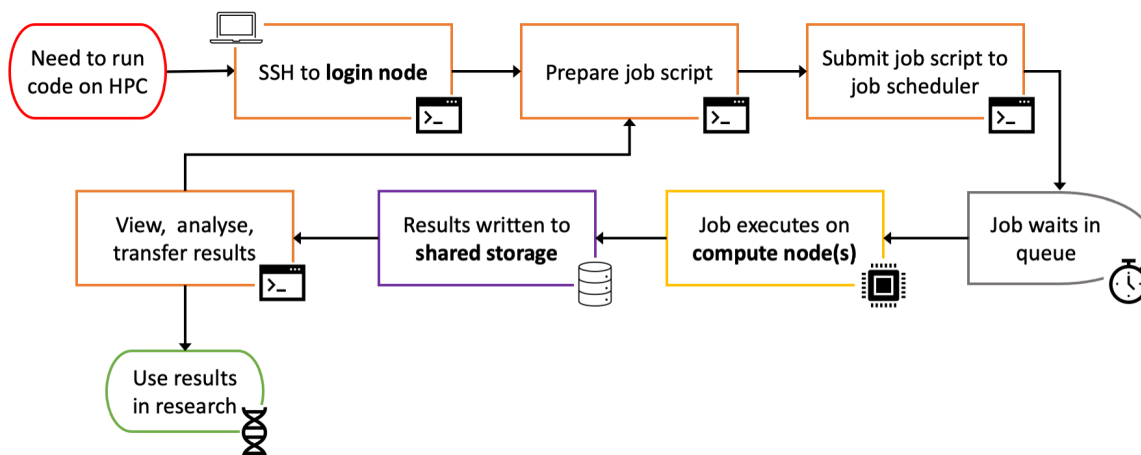 Need to run
code on HPC
SSH to login node
>_
Prepare job script
>_
Submit job script to
job scheduler
>_
View, analyse,
transfer results
>_
Results written to
shared storage
Job executes on
compute node(s)
Job waits in
queue
Use results
in research